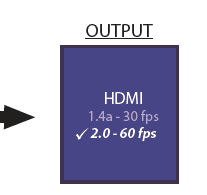 OUTPUT
HDMI
1.4a - 30 fps
✓ 2.0 - 60 fps